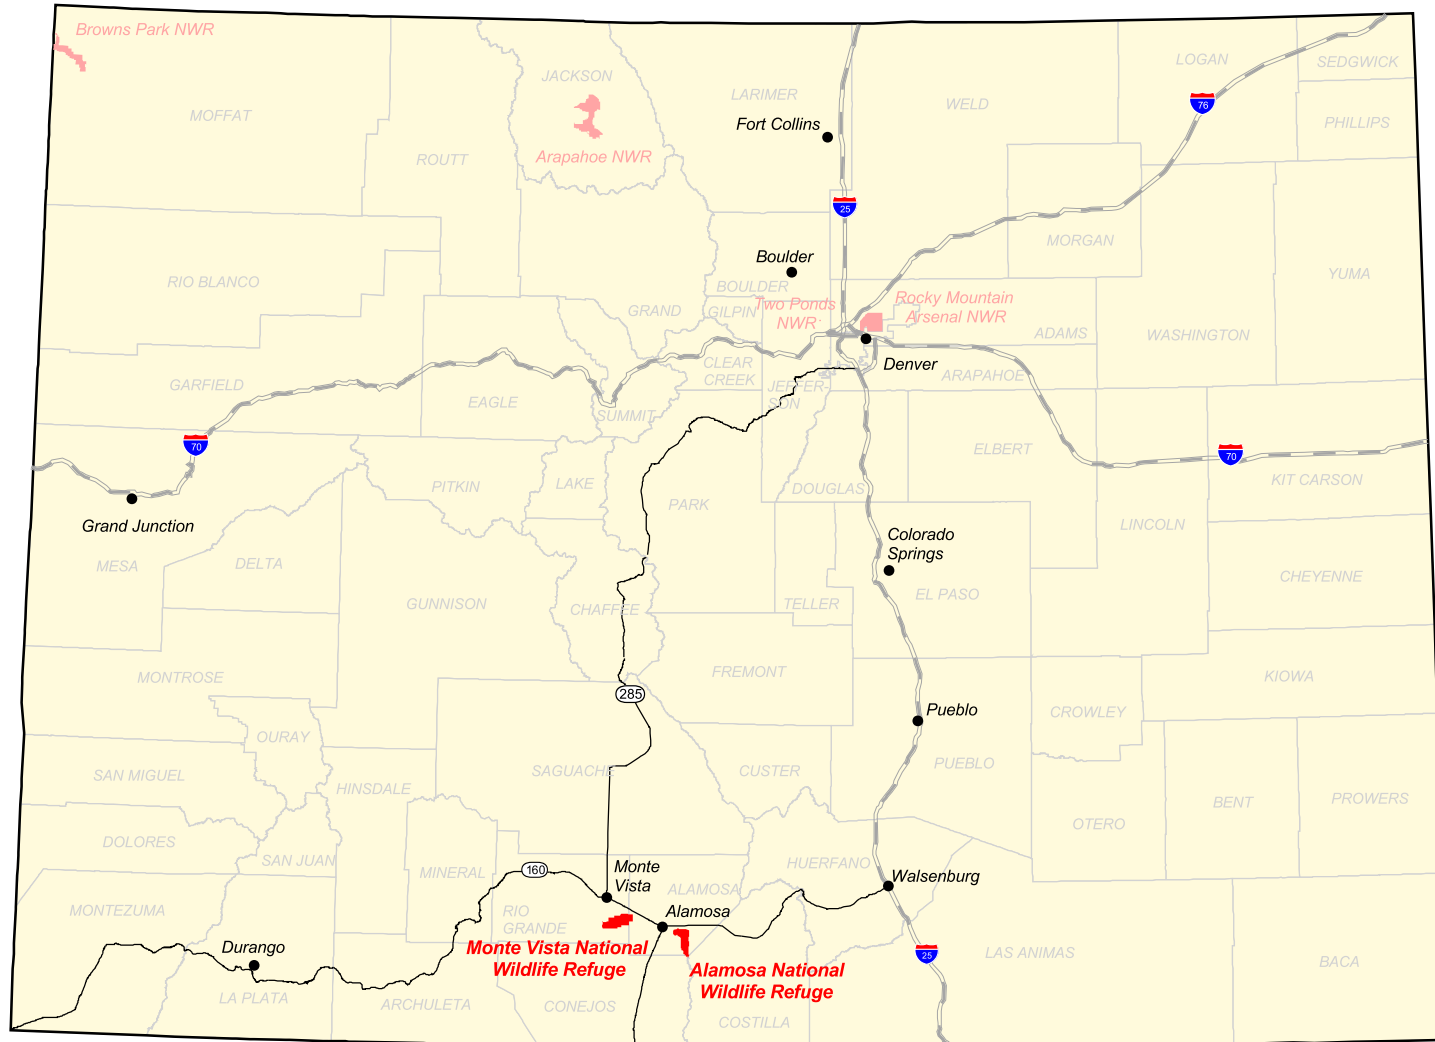 Browns Park NWR
LOGAN
SEDGWICK
JACKSON
LARIMER
WELD
76
MOFFAT
Fort Collins
PHILLIPS
Arapahoe NWR
ROUTT
25
MORGAN
Boulder
YUMA
RIO BLANCO
BOULDER
Two Ponds
NWR
Rocky Mountain
Arsenal NWR
GRAND
GILPIN
ADAMS
WASHINGTON
CLEAR
CREEK
Denver
GARFIELD
JEFFER-
SON
ARAPAHOE
EAGLE
SUMMIT
70
ELBERT
70
KIT CARSON
PITKIN
LAKE
DOUGLAS
PARK
Grand Junction
LINCOLN
Colorado
Springs
MESA
DELTA
CHEYENNE
GUNNISON
CHAFFEE
TELLER
EL PASO
MONTROSE
FREMONT
KIOWA
285
Pueblo
CROWLEY
OURAY
SAN MIGUEL
SAGUACHE
CUSTER
PUEBLO
HINSDALE
BENT
PROWERS
OTERO
DOLORES
SAN JUAN
MINERAL
160
Monte
Vista
HUERFANO
Walsenburg
ALAMOSA
MONTEZUMA
RIO
GRANDE
Alamosa
Durango
Monte Vista National
Wildlife Refuge
25
LAS ANIMAS
BACA
Alamosa National
Wildlife Refuge
LA PLATA
ARCHULETA
CONEJOS
COSTILLA